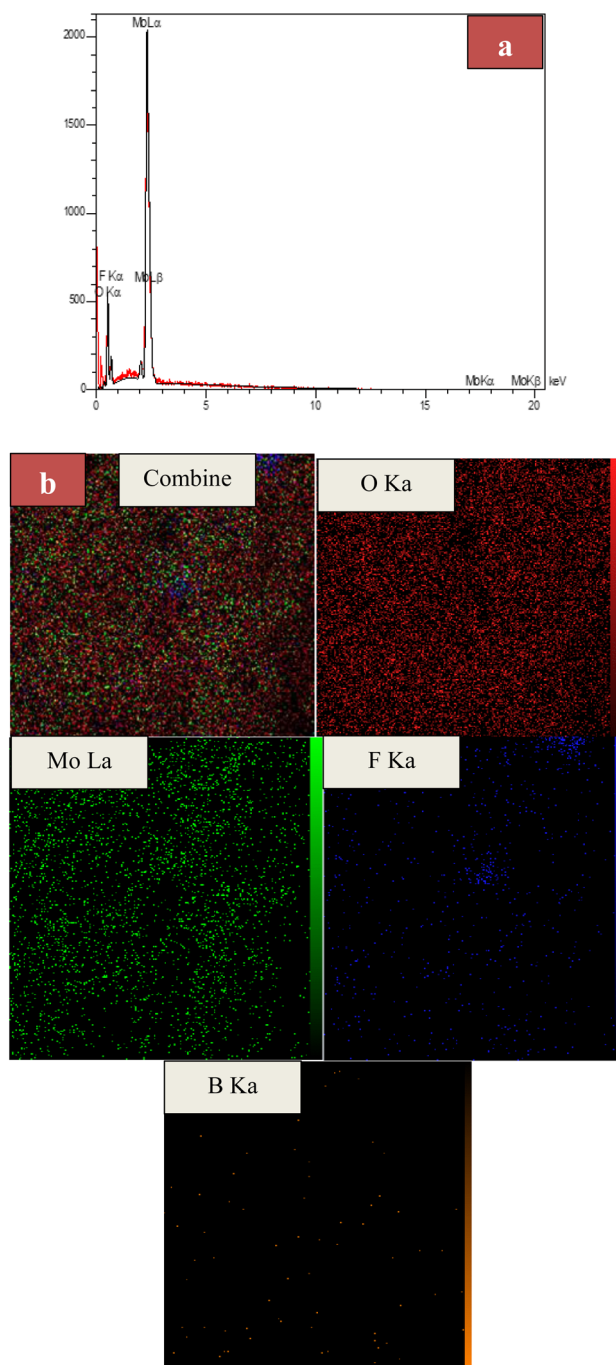 a
2000
MoLα
1500
1000
F Kα
MoLβ
O Kα
500
0
0
5
10
15
20
MoKα
MoKβ
keV
b
Combine
O Ka
Mo La
F Ka
B Ka